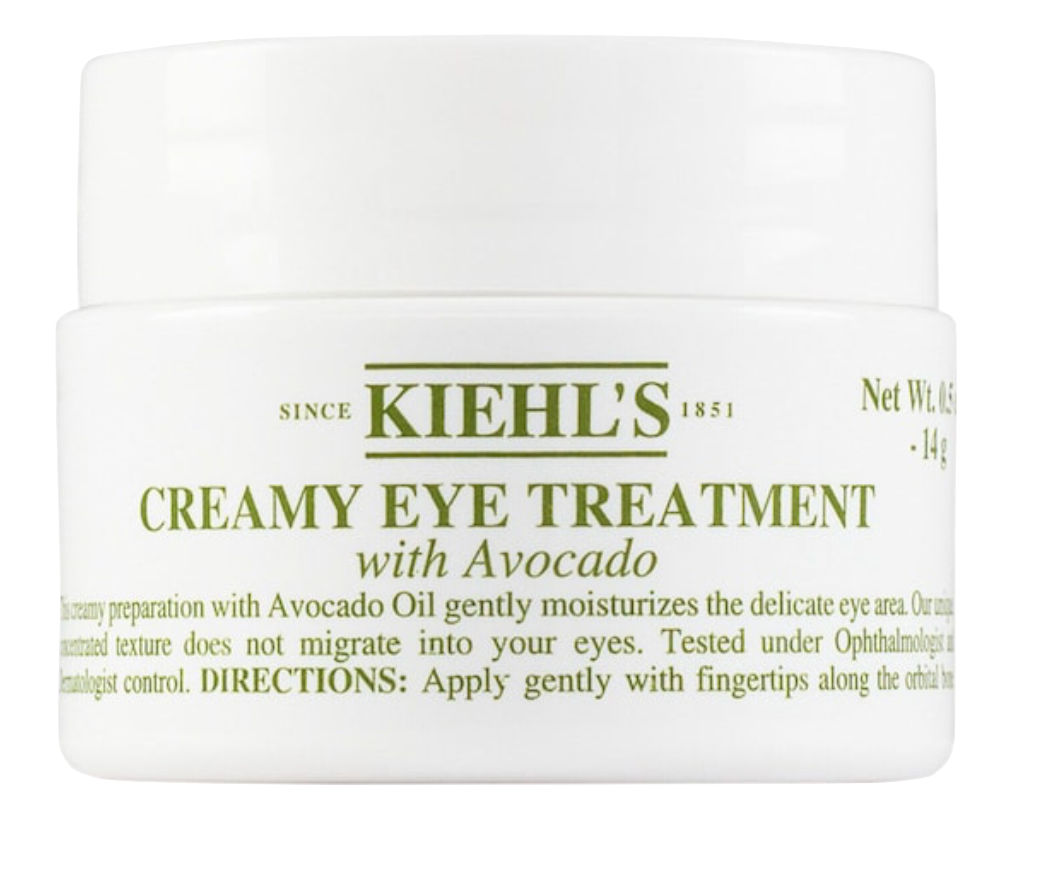 SINCE KIEHL'S 1851
Net Wt. 0.5
- 14 g
CREAMY EYE TREATMENT
with Avocado
creamy preparation with Avocado Oil gently moisturizes the delicate eye area. Our
texture does not migrate into your eyes. Tested under Ophthalmologist
control. DIRECTIONS: Apply gently with fingertips along the orbital